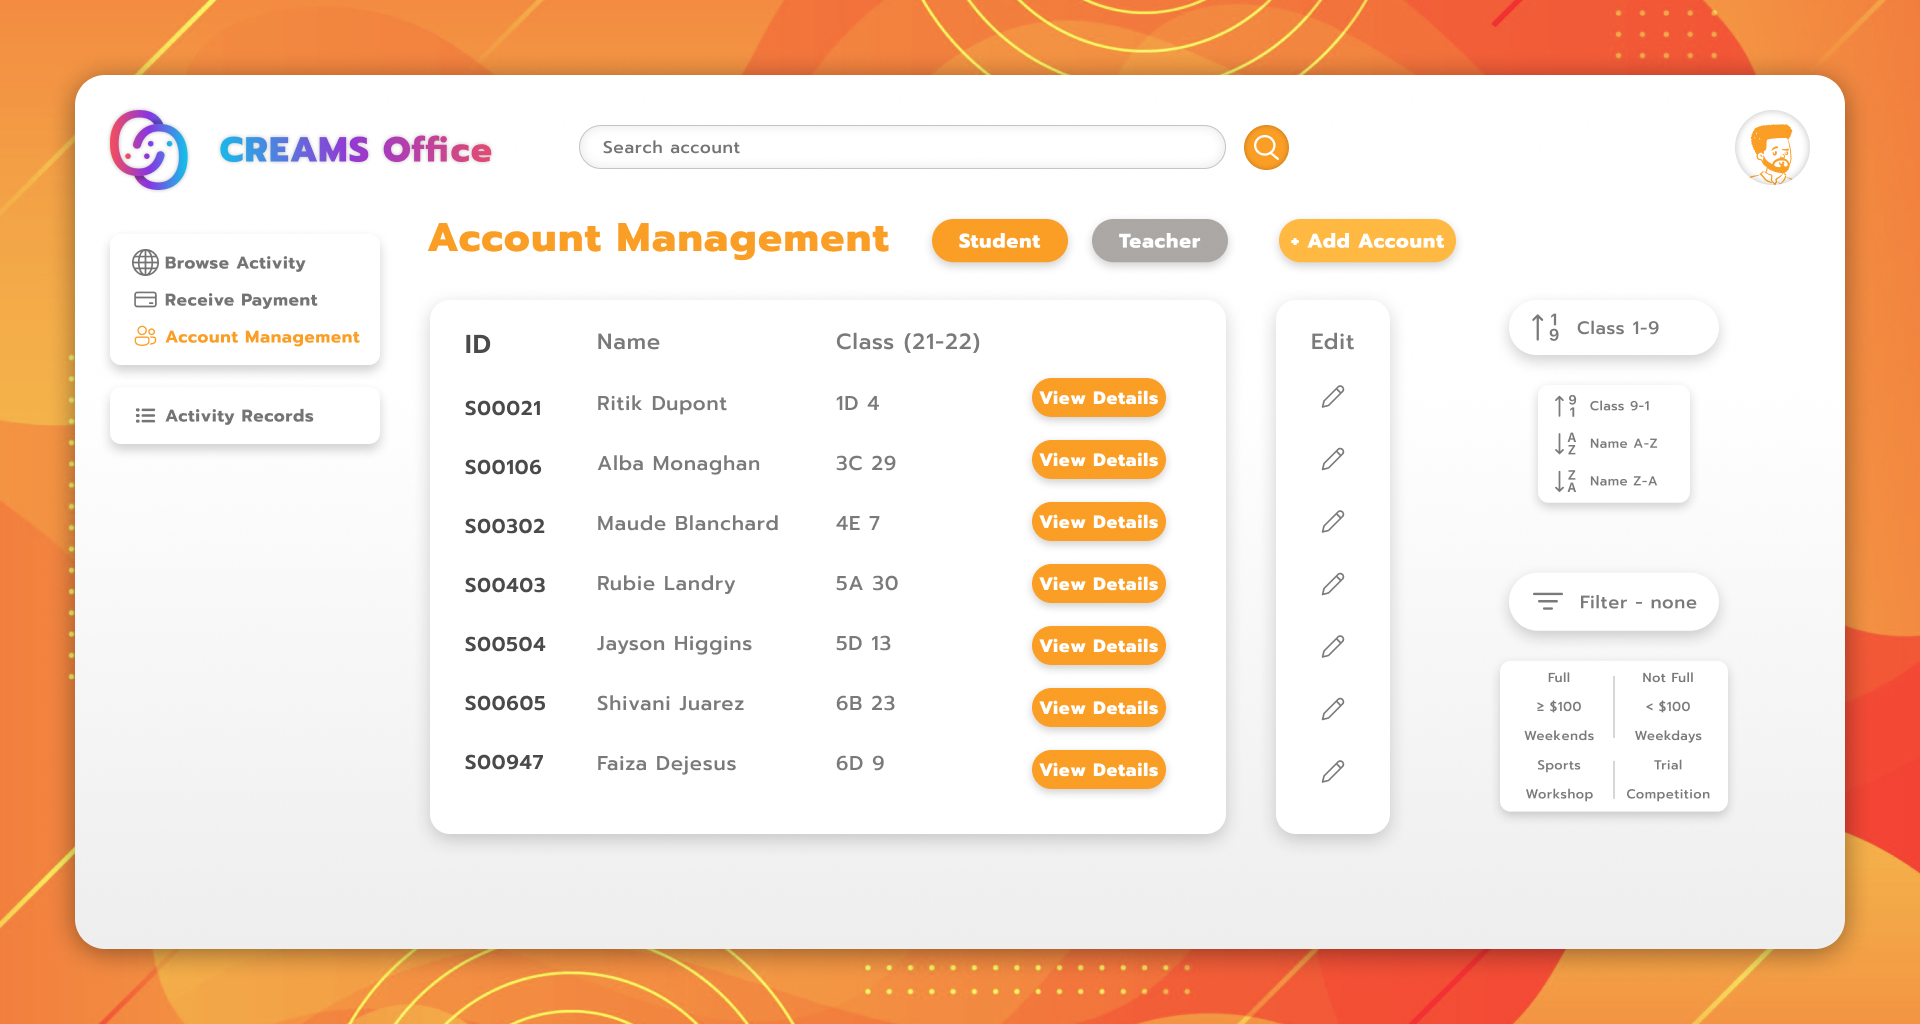 CREAMS Office
Search account
Browse Activity
Receive Payment
Account Management
Activity Records
Account Management
Student
Teacher
+ Add Account
ID Name Class (21-22)
S00021 Ritik Dupont 1D 4 View Details
S00106 Alba Monaghan 3C 29 View Details
S00302 Maude Blanchard 4E 7 View Details
S00403 Rubie Landry 5A 30 View Details
S00504 Jayson Higgins 5D 13 View Details
S00605 Shivani Juarez 6B 23 View Details
S00947 Faiza Dejesus 6D 9 View Details
Edit
1 9 Class 1-9
9 1 Class 9-1
A Z Name A-Z
Z A Name Z-A
Filter - none
Full Not Full
≥ $100 < $100
Weekends Weekdays
Sports Trial
Workshop Competition